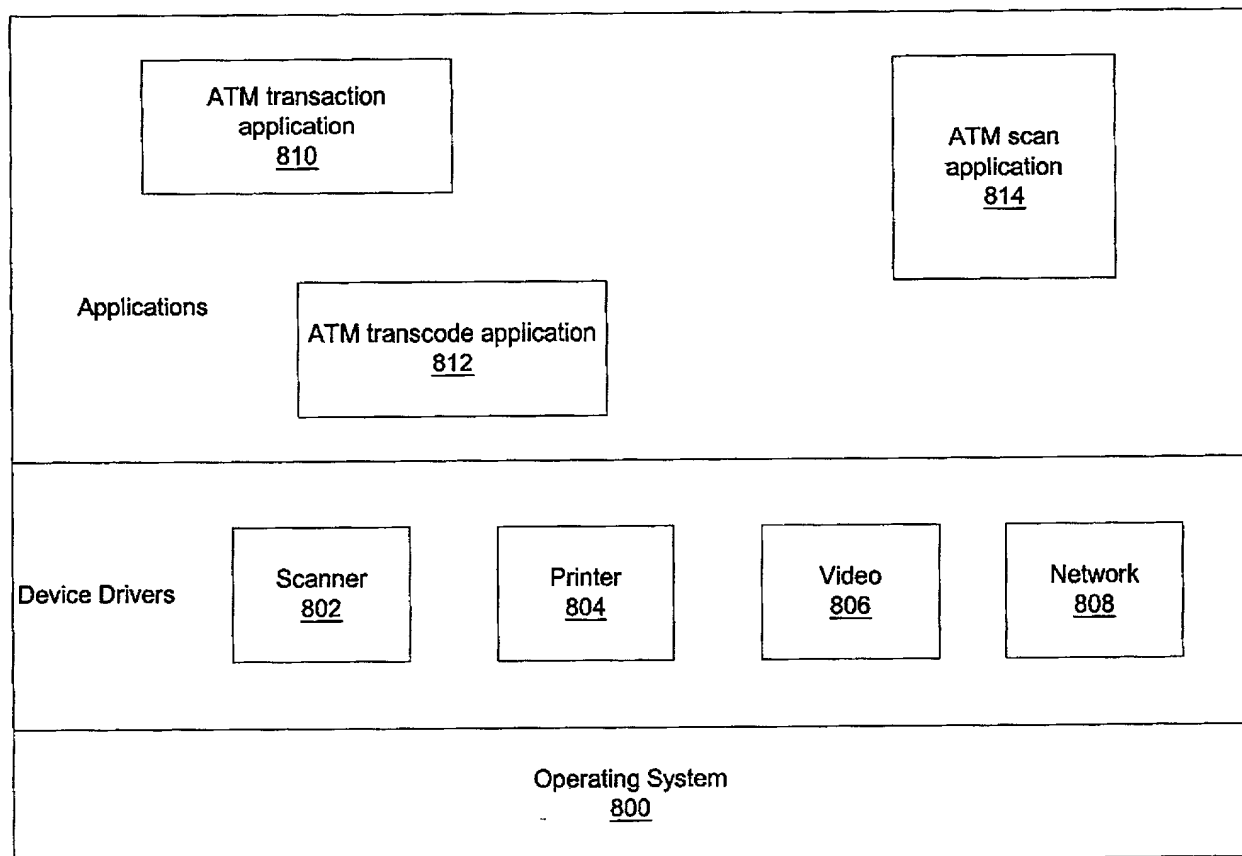 ATM transaction
application
810
ATM scan
application
814
Applications
ATM transcode application
812
Device Drivers
Scanner
802
Printer
804
Video
806
Network
808
Operating System
800